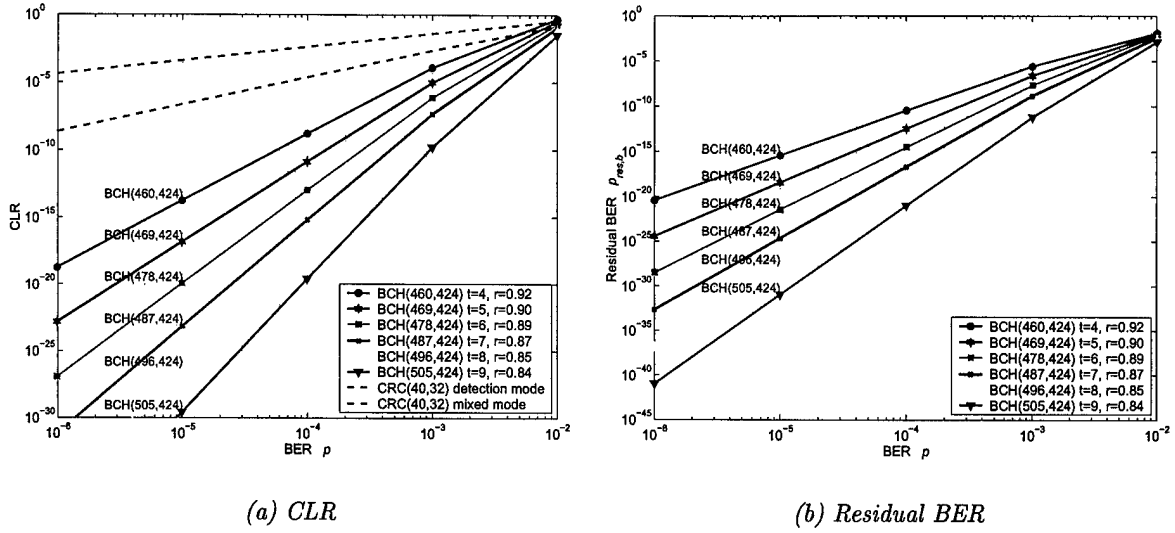 10^0
10^-5
10^-10
10^-15
10^-20
10^-25
10^-30
CLR
BCH(460,424)
BCH(469,424)
BCH(478,424)
BCH(487,424)
BCH(496,424)
BCH(505,424)
BCH(460,424) t=4, r=0.92
BCH(469,424) t=5, r=0.90
BCH(478,424) t=6, r=0.89
BCH(487,424) t=7, r=0.87
BCH(496,424) t=8, r=0.85
BCH(505,424) t=9, r=0.84
CRC(40,32) detection mode
CRC(40,32) mixed mode
10^-6 10^-5 10^-4 10^-3 10^-2
BER p
(a) CLR
10^0
10^-5
10^-10
10^-15
10^-20
10^-25
10^-30
10^-35
10^-40
10^-45
Residual BER p_res,b
BCH(460,424)
BCH(469,424)
BCH(478,424)
BCH(487,424)
BCH(496,424)
BCH(505,424)
BCH(460,424) t=4, r=0.92
BCH(469,424) t=5, r=0.90
BCH(478,424) t=6, r=0.89
BCH(487,424) t=7, r=0.87
BCH(496,424) t=8, r=0.85
BCH(505,424) t=9, r=0.84
10^-6 10^-5 10^-4 10^-3 10^-2
BER p
(b) Residual BER